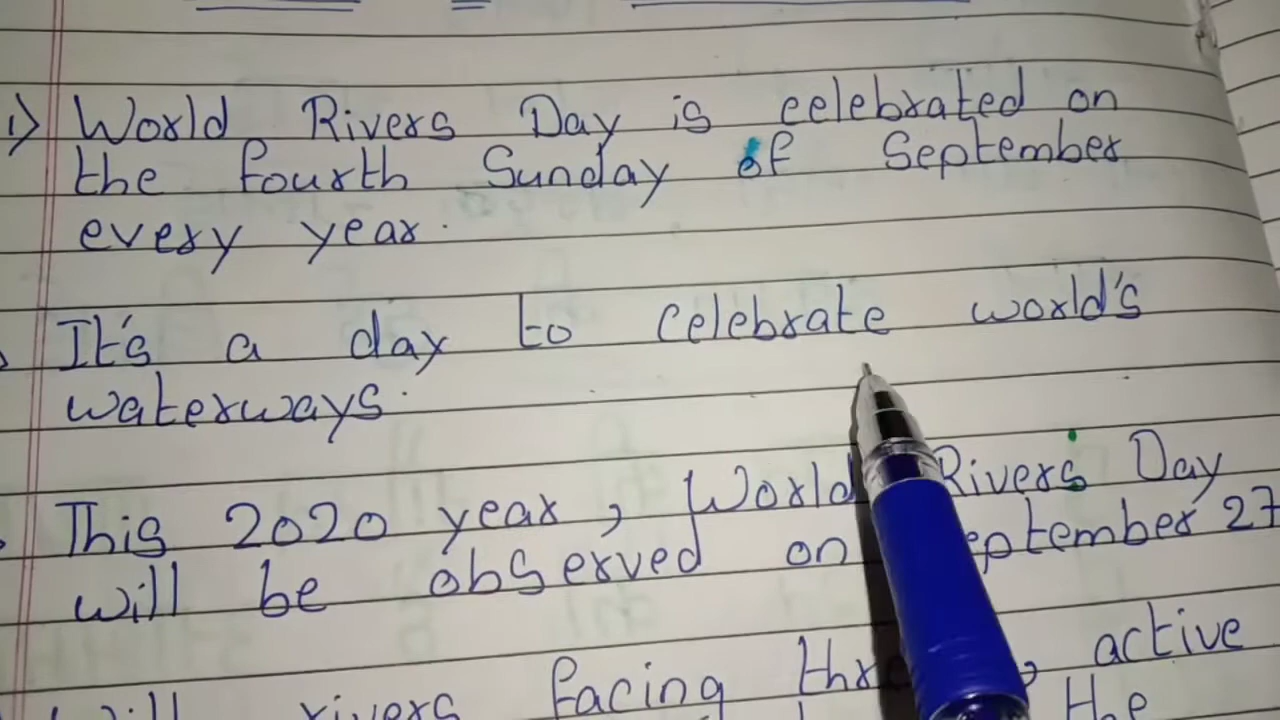 1) World Rivers Day is celebrated on
the fourth Sunday of September
every year.
It's a day to celebrate world's
waterways.
This 2020 year, World Rivers Day
will be observed on September 27
rivers facing active